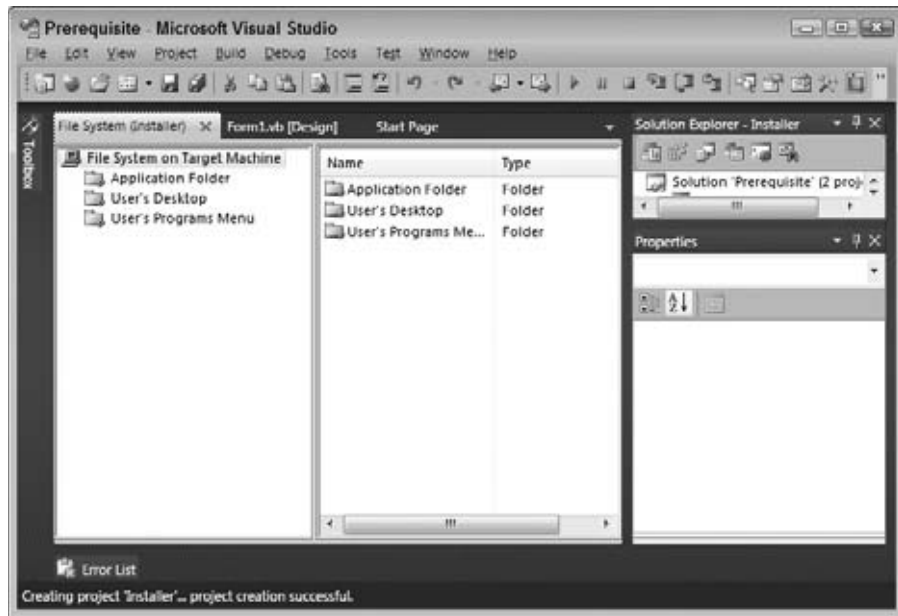 Prerequisite - Microsoft Visual Studio
File Edit View Project Build Debug Tools Test Window Help
File System (Installer) Form1.vb [Design] Start Page
Toolbox
File System on Target Machine
Application Folder
User's Desktop
User's Programs Menu
Name Type
Application Folder Folder
User's Desktop Folder
User's Programs Me... Folder
Solution Explorer - Installer
Solution 'Prerequisite' (2 proj
Properties
Error List
Creating project 'Installer'... project creation successful.